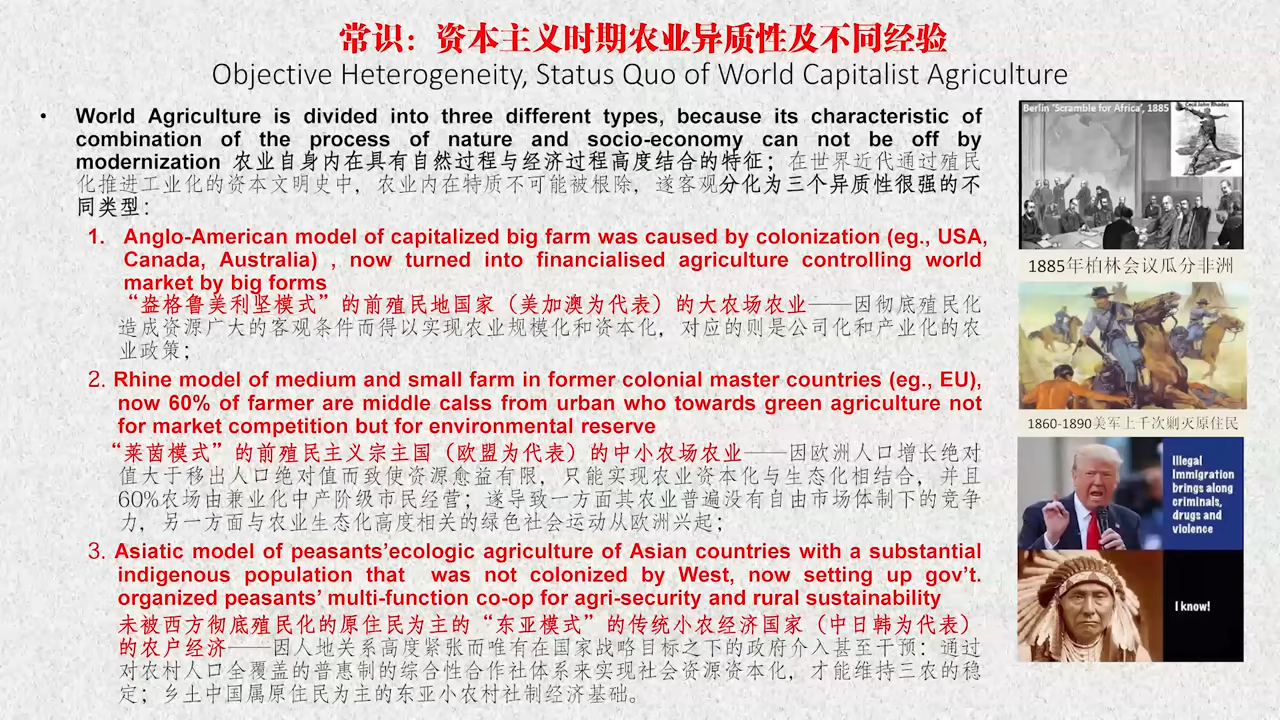 常识：资本主义时期农业异质性及不同经验
Objective Heterogeneity, Status Quo of World Capitalist Agriculture
• World Agriculture is divided into three different types, because its characteristic of
combination of the process of nature and socio-economy can not be off by
modernization 农业自身内在具有自然过程与经济过程高度结合的特征；在世界近代通过殖民
化推进工业化的资本文明史中，农业内在特质不可能被根除，遂客观分化为三个异质性很强的不
同类型：
1. Anglo-American model of capitalized big farm was caused by colonization (eg., USA,
Canada, Australia) , now turned into financialised agriculture controlling world
market by big forms
“盎格鲁美利坚模式”的前殖民地国家（美加澳为代表）的大农场农业——因彻底殖民化
造成资源广大的客观条件而得以实现农业规模化和资本化，对应的则是公司化和产业化的农
业政策；
2. Rhine model of medium and small farm in former colonial master countries (eg., EU),
now 60% of farmer are middle calss from urban who towards green agriculture not
for market competition but for environmental reserve
“莱茵模式”的前殖民主义宗主国（欧盟为代表）的中小农场农业——因欧洲人口增长绝对
值大于移出人口绝对值而致使资源愈益有限，只能实现农业资本化与生态化相结合，并且
60%农场由兼业化中产阶级市民经营；遂导致一方面其农业普遍没有自由市场体制下的竞争
力，另一方面与农业生态化高度相关的绿色社会运动从欧洲兴起；
3. Asiatic model of peasants’ecologic agriculture of Asian countries with a substantial
indigenous population that was not colonized by West, now setting up gov’t.
organized peasants’ multi-function co-op for agri-security and rural sustainability
未被西方彻底殖民化的原住民为主的“东亚模式”的传统小农经济国家（中日韩为代表）
的农户经济——因人地关系高度紧张而唯有在国家战略目标之下的政府介入甚至干预：通过
对农村人口全覆盖的普惠制的综合性合作社体系来实现社会资源资本化，才能维持三农的稳
定；乡土中国属原住民为主的东亚小农村社制经济基础。
Berlin 'Scramble for Africa', 1885
Cecil John Rhodes
1885年柏林会议瓜分非洲
1860-1890美军上千次剿灭原住民
Illegal
Immigration
brings along
criminals,
drugs and
violence
I know!